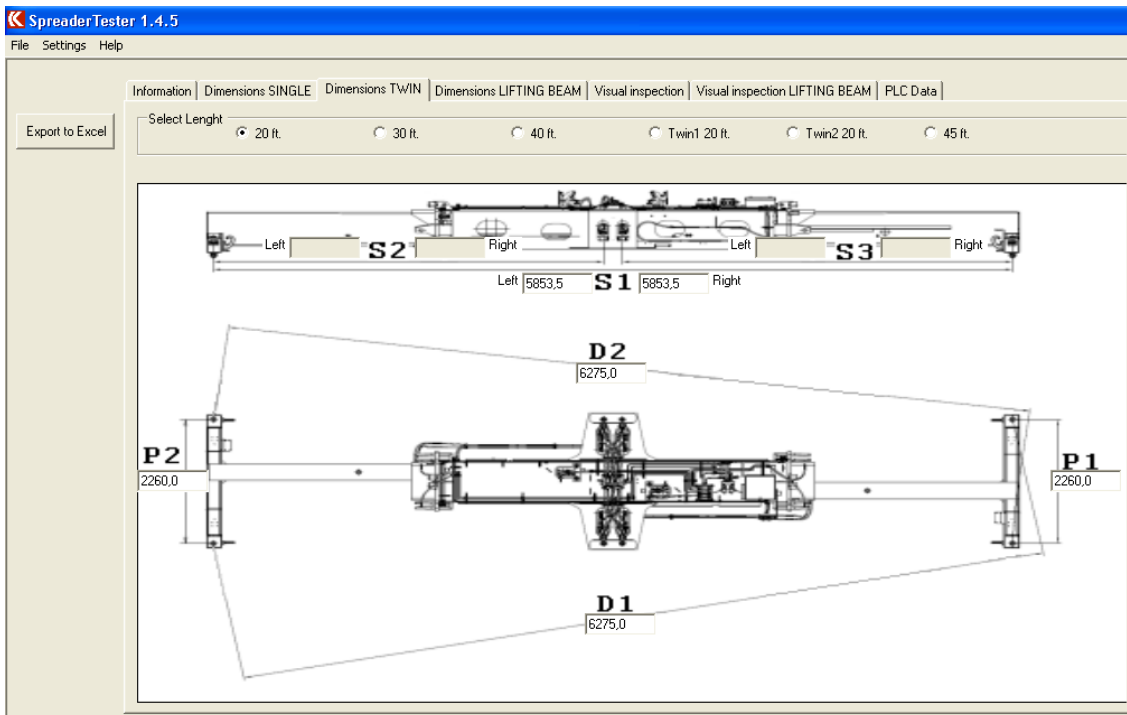 SpreaderTester 1.4.5
File Settings Help
Information Dimensions SINGLE Dimensions TWIN Dimensions LIFTING BEAM Visual inspection Visual inspection LIFTING BEAM PLC Data
Export to Excel
Select Lenght
20 ft. 30 ft. 40 ft. Twin1 20 ft. Twin2 20 ft. 45 ft.
Left S2 Right Left S3 Right
Left 5853,5 S1 5853,5 Right
D2
6275,0
P2
2260,0
P1
2260,0
D1
6275,0